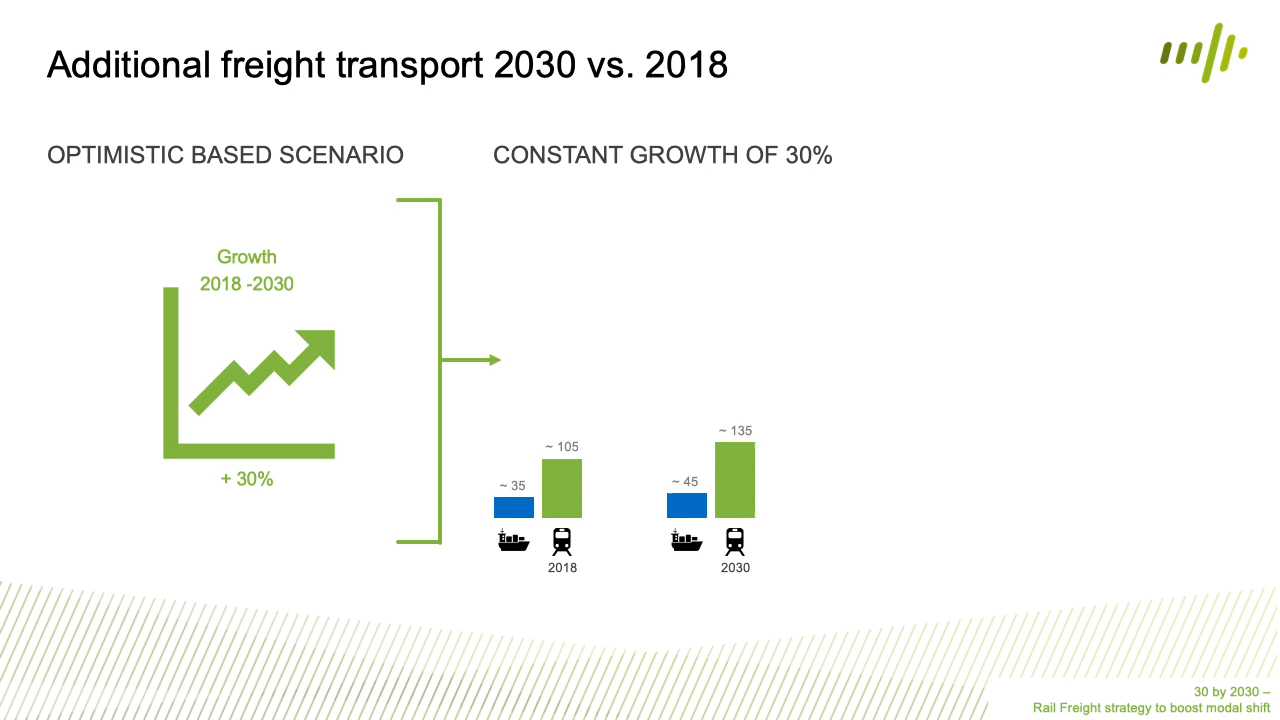 Additional freight transport 2030 vs. 2018
OPTIMISTIC BASED SCENARIO
CONSTANT GROWTH OF 30%
Growth
2018 -2030
+ 30%
~ 35
~ 105
2018
~ 45
~ 135
2030
30 by 2030 –
Rail Freight strategy to boost modal shift